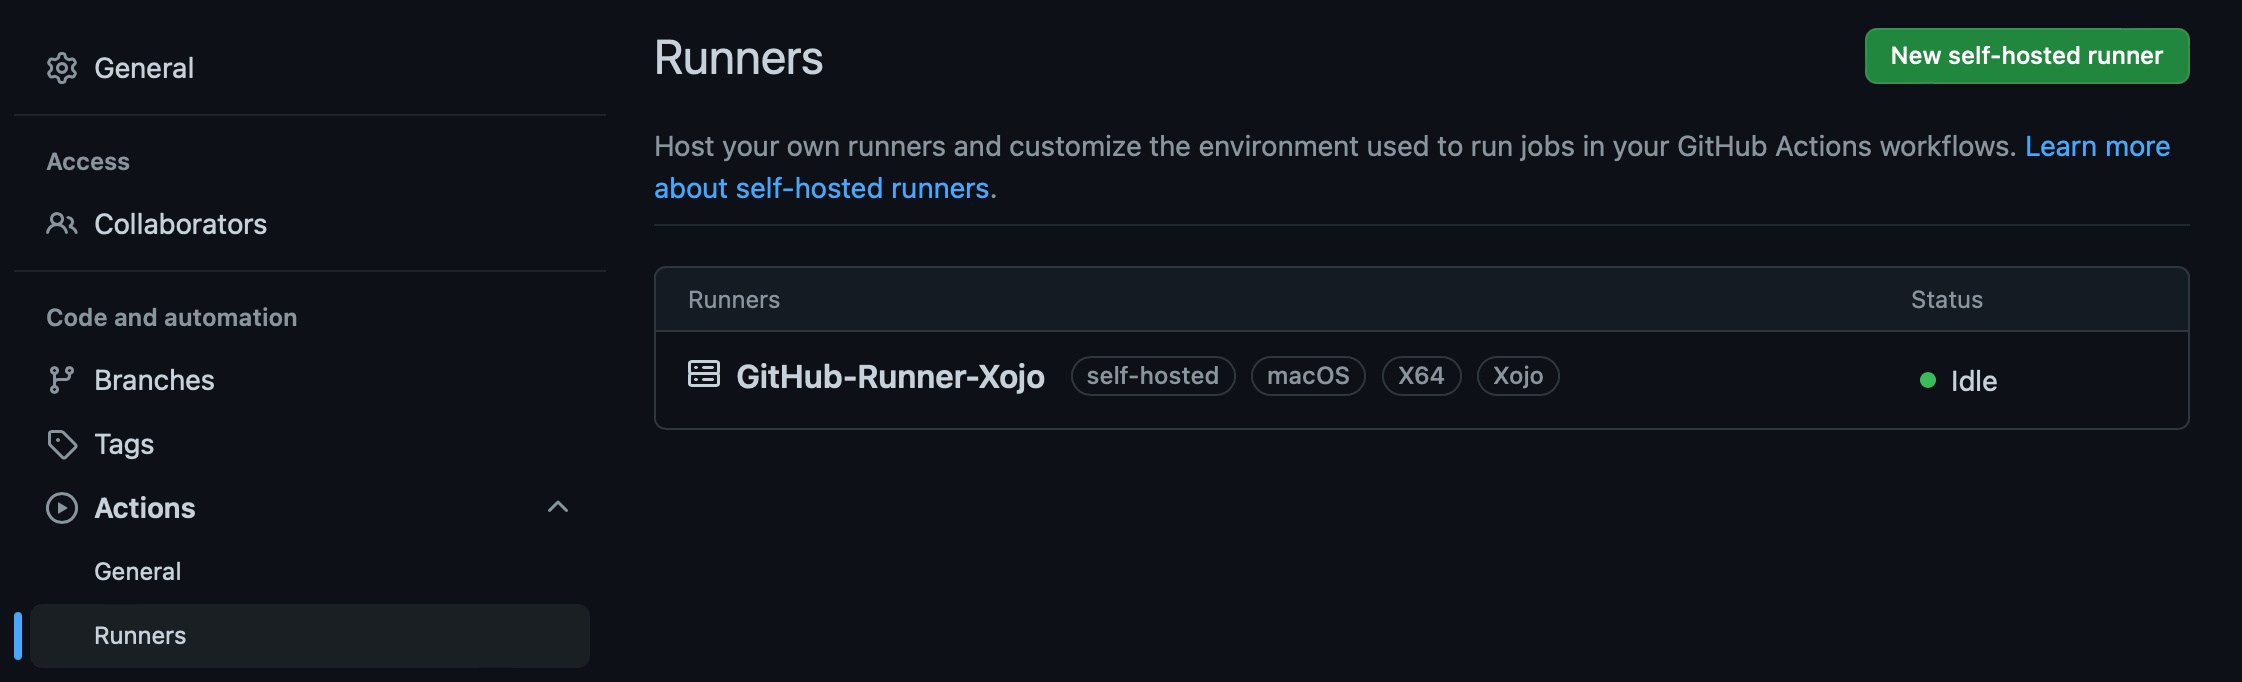 General
Access
Collaborators
Code and automation
Branches
Tags
Actions
General
Runners
Runners
New self-hosted runner
Host your own runners and customize the environment used to run jobs in your GitHub Actions workflows. Learn more
about self-hosted runners.
Runners Status
GitHub-Runner-Xojo self-hosted macOS X64 Xojo Idle